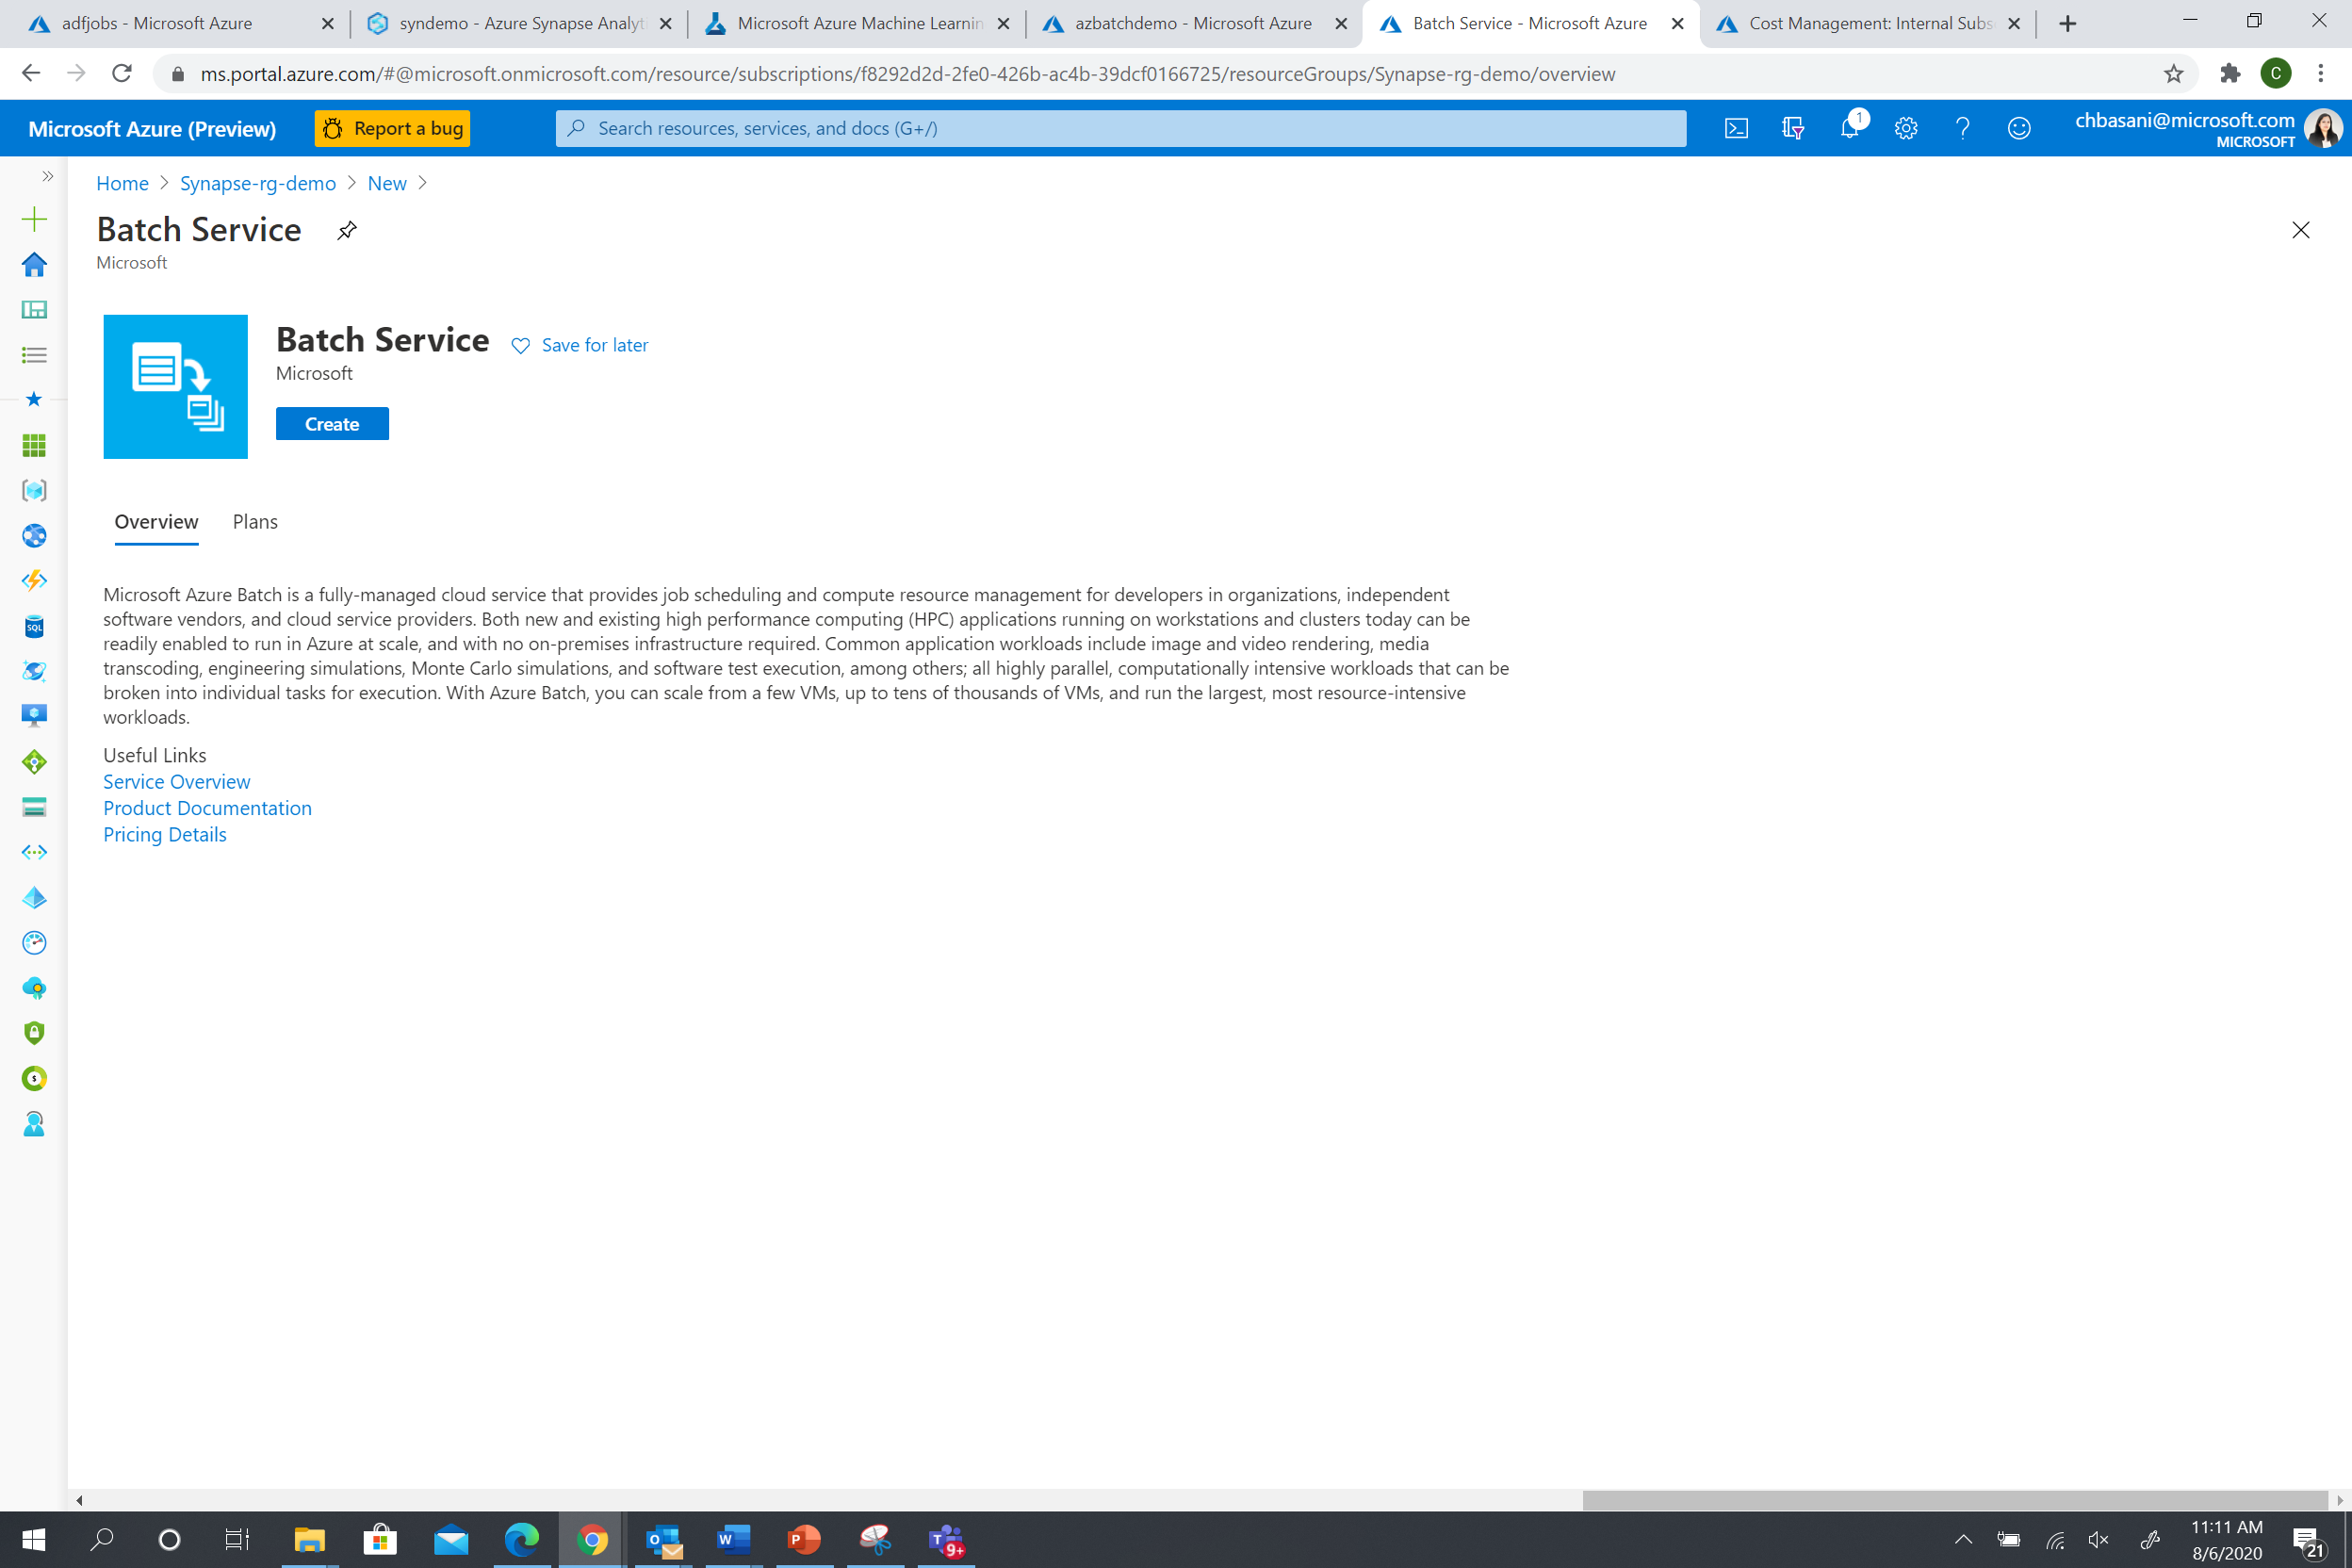 adfjobs - Microsoft Azure
syndemo - Azure Synapse Analyti
Microsoft Azure Machine Learnin
azbatchdemo - Microsoft Azure
Batch Service - Microsoft Azure
Cost Management: Internal Subs
ms.portal.azure.com/#@microsoft.onmicrosoft.com/resource/subscriptions/f8292d2d-2fe0-426b-ac4b-39dcf0166725/resourceGroups/Synapse-rg-demo/overview
C
Microsoft Azure (Preview)
Report a bug
Search resources, services, and docs (G+/)
1
chbasani@microsoft.com
MICROSOFT
Home > Synapse-rg-demo > New >
Batch Service
Microsoft
Batch Service
Save for later
Microsoft
Create
Overview
Plans
SQL
Microsoft Azure Batch is a fully-managed cloud service that provides job scheduling and compute resource management for developers in organizations, independent
software vendors, and cloud service providers. Both new and existing high performance computing (HPC) applications running on workstations and clusters today can be
readily enabled to run in Azure at scale, and with no on-premises infrastructure required. Common application workloads include image and video rendering, media
transcoding, engineering simulations, Monte Carlo simulations, and software test execution, among others; all highly parallel, computationally intensive workloads that can be
broken into individual tasks for execution. With Azure Batch, you can scale from a few VMs, up to tens of thousands of VMs, and run the largest, most resource-intensive
workloads.
Useful Links
Service Overview
Product Documentation
Pricing Details
9+
11:11 AM
8/6/2020
21